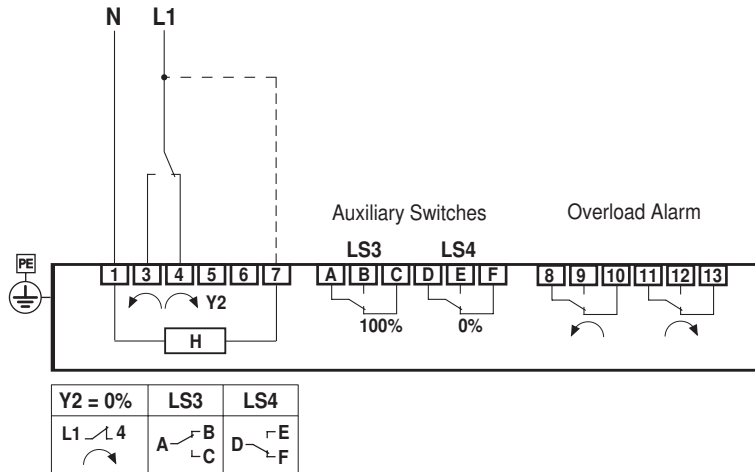 N L1
Auxiliary Switches Overload Alarm
LS3 LS4
PE
1 3 4 5 6 7 A B C D E F 8 9 10 11 12 13
Y2
100% 0%
H
Y2 = 0% LS3 LS4
L1 4 A B C D E F